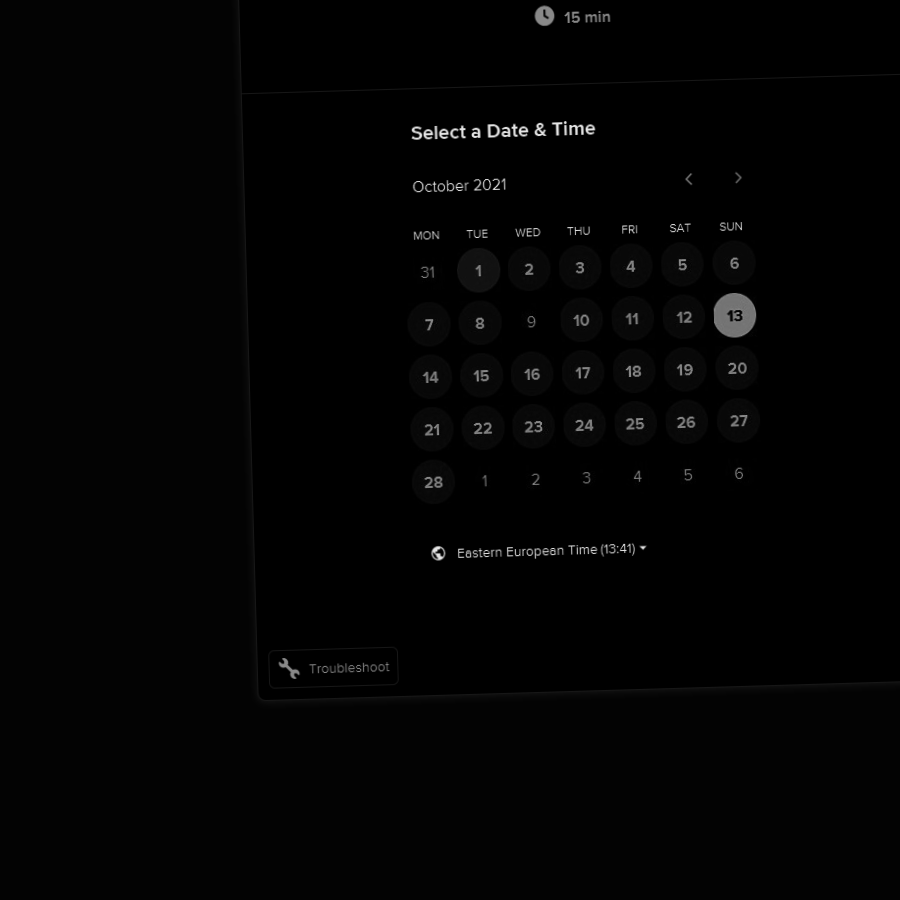 15 min
Select a Date & Time
October 2021
MON TUE WED THU FRI SAT SUN
31 1 2 3 4 5 6
7 8 9 10 11 12 13
14 15 16 17 18 19 20
21 22 23 24 25 26 27
28 1 2 3 4 5 6
Eastern European Time (13:41)
Troubleshoot